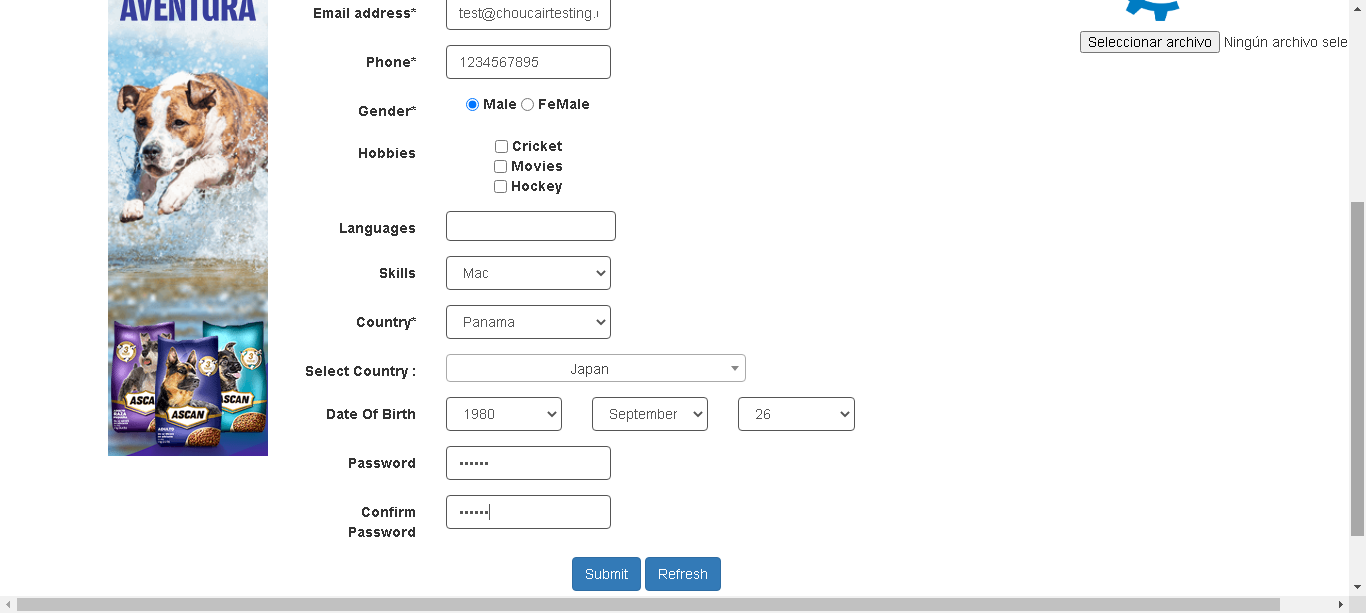 AVENTURA
Email address* test@choucairtesting.
Seleccionar archivo Ningún archivo sele
Phone* 1234567895
Gender* Male FeMale
Hobbies Cricket
Movies
Hockey
Languages
Skills Mac
Country* Panama
Select Country : Japan
Date Of Birth 1980 September 26
Password ••••••
Confirm Password ••••••
ASCAN
ASCAN
ASCAN
Submit Refresh